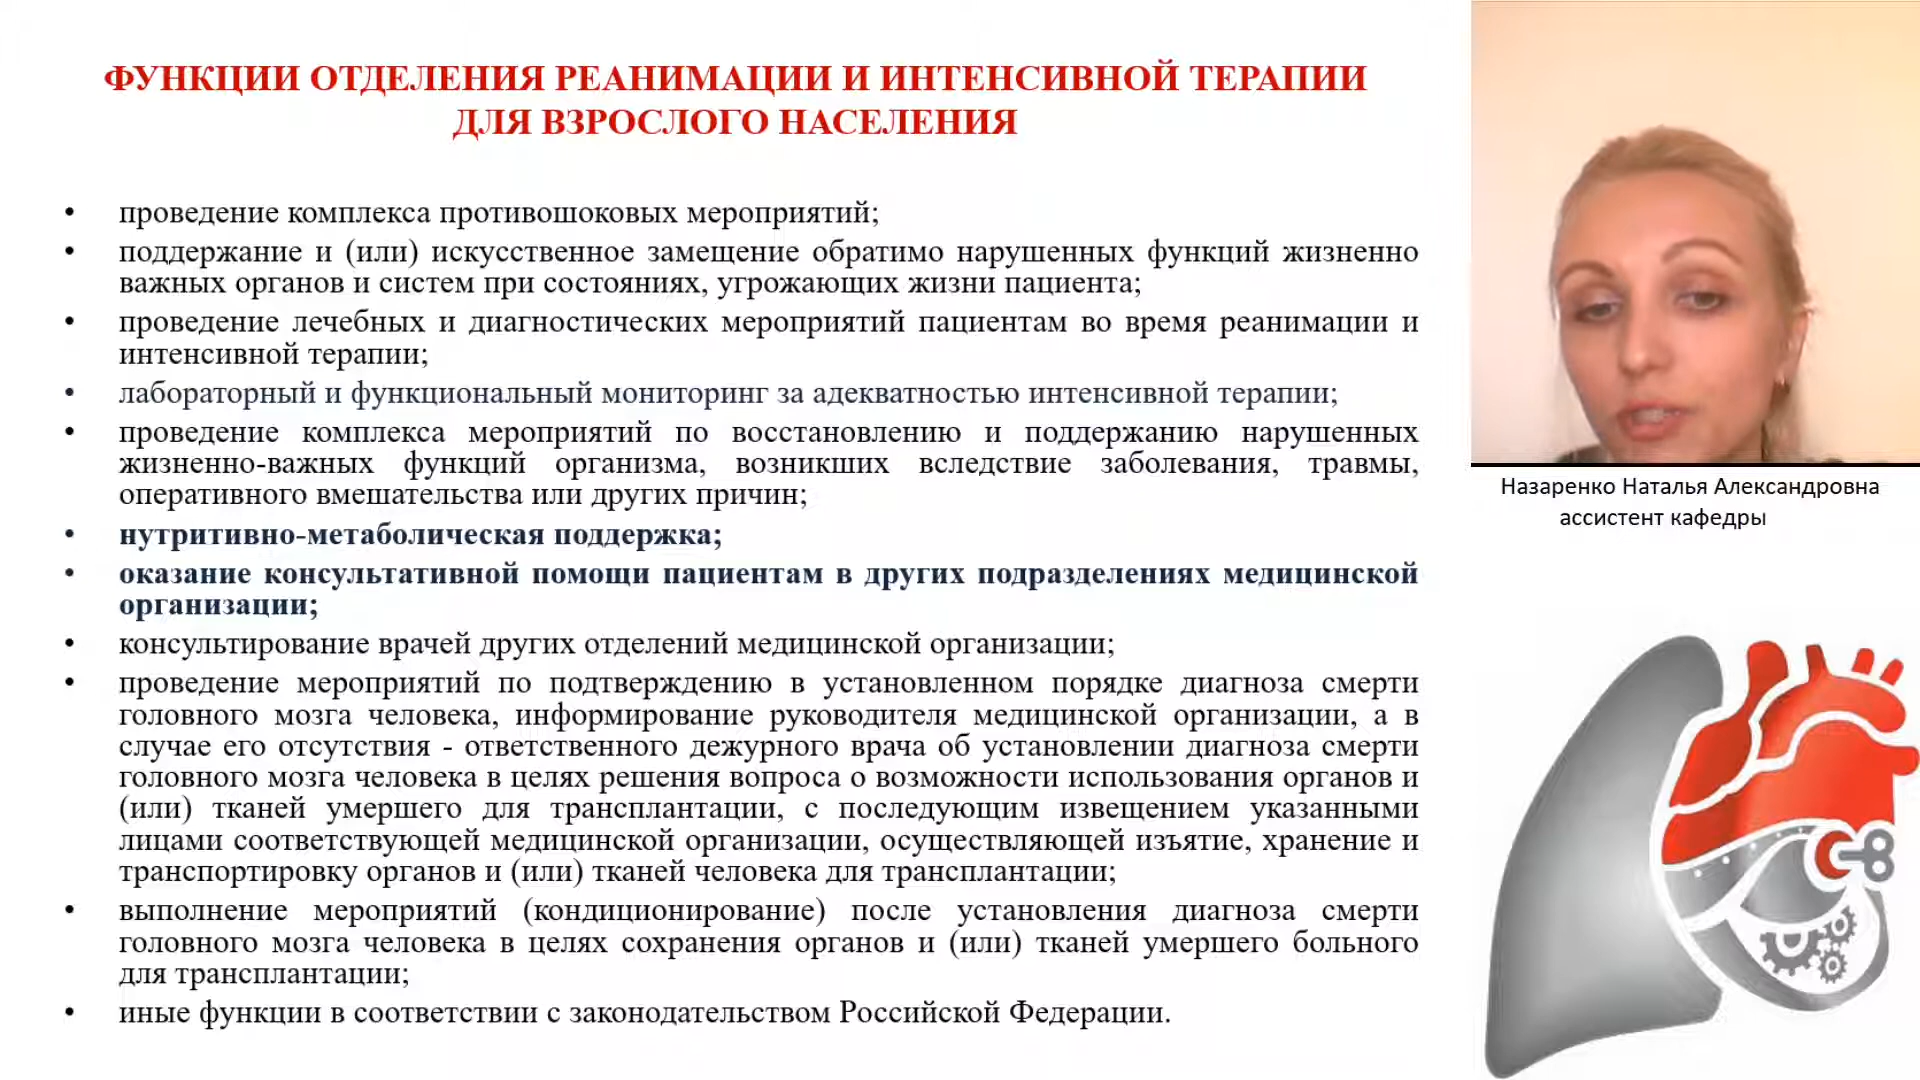 ФУНКЦИИ ОТДЕЛЕНИЯ РЕАНИМАЦИИ И ИНТЕНСИВНОЙ ТЕРАПИИ
ДЛЯ ВЗРОСЛОГО НАСЕЛЕНИЯ
• проведение комплекса противошоковых мероприятий;
• поддержание и (или) искусственное замещение обратимо нарушенных функций жизненно
важных органов и систем при состояниях, угрожающих жизни пациента;
• проведение лечебных и диагностических мероприятий пациентам во время реанимации и
интенсивной терапии;
• лабораторный и функциональный мониторинг за адекватностью интенсивной терапии;
• проведение комплекса мероприятий по восстановлению и поддержанию нарушенных
жизненно-важных функций организма, возникших вследствие заболевания, травмы,
оперативного вмешательства или других причин;
• нутритивно-метаболическая поддержка;
• оказание консультативной помощи пациентам в других подразделениях медицинской
организации;
• консультирование врачей других отделений медицинской организации;
• проведение мероприятий по подтверждению в установленном порядке диагноза смерти
головного мозга человека, информирование руководителя медицинской организации, а в
случае его отсутствия - ответственного дежурного врача об установлении диагноза смерти
головного мозга человека в целях решения вопроса о возможности использования органов и
(или) тканей умершего для трансплантации, с последующим извещением указанными
лицами соответствующей медицинской организации, осуществляющей изъятие, хранение и
транспортировку органов и (или) тканей человека для трансплантации;
• выполнение мероприятий (кондиционирование) после установления диагноза смерти
головного мозга человека в целях сохранения органов и (или) тканей умершего больного
для трансплантации;
• иные функции в соответствии с законодательством Российской Федерации.
Назаренко Наталья Александровна
ассистент кафедры